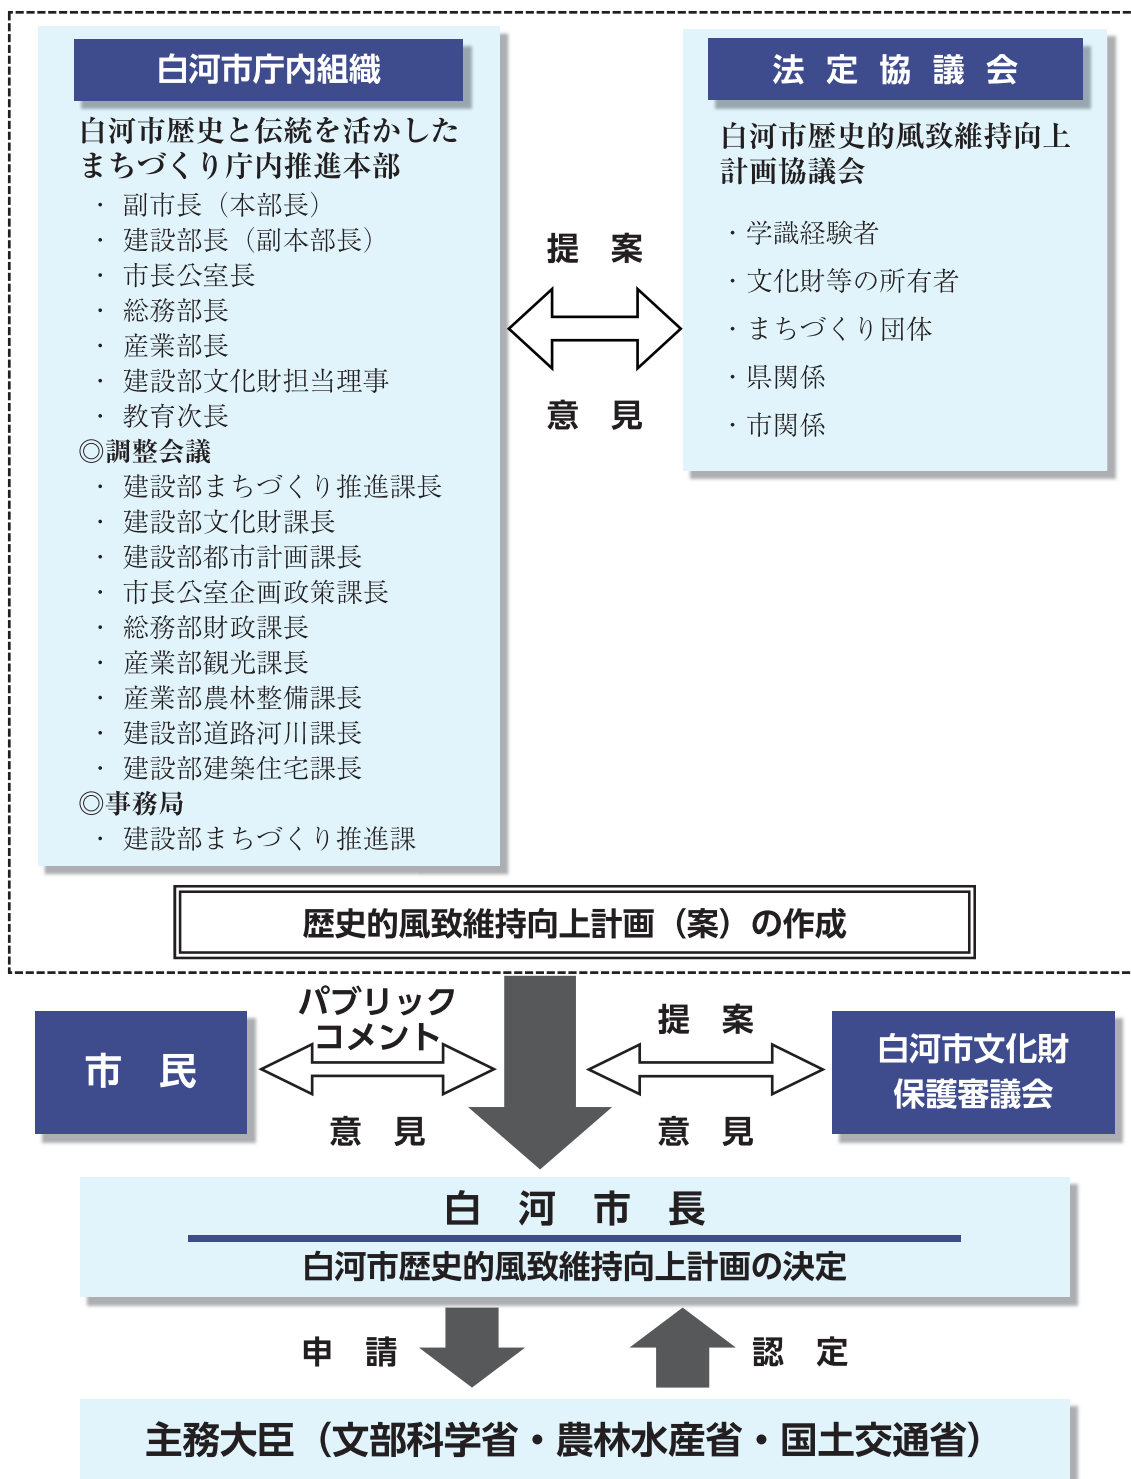 白河市庁内組織
白河市歴史と伝統を活かした
まちづくり庁内推進本部
・ 副市長（本部長）
・ 建設部長（副本部長）
・ 市長公室長
・ 総務部長
・ 産業部長
・ 建設部文化財担当理事
・ 教育次長
◎調整会議
・ 建設部まちづくり推進課長
・ 建設部文化財課長
・ 建設部都市計画課長
・ 市長公室企画政策課長
・ 総務部財政課長
・ 産業部観光課長
・ 産業部農林整備課長
・ 建設部道路河川課長
・ 建設部建築住宅課長
◎事務局
・ 建設部まちづくり推進課
提 案
意 見
法 定 協 議 会
白河市歴史的風致維持向上
計画協議会
・学識経験者
・文化財等の所有者
・まちづくり団体
・県関係
・市関係
歴史的風致維持向上計画（案）の作成
市 民
パブリック
コメント
意 見
提 案
意 見
白河市文化財
保護審議会
白 河 市 長
白河市歴史的風致維持向上計画の決定
申 請
認 定
主務大臣（文部科学省・農林水産省・国土交通省）